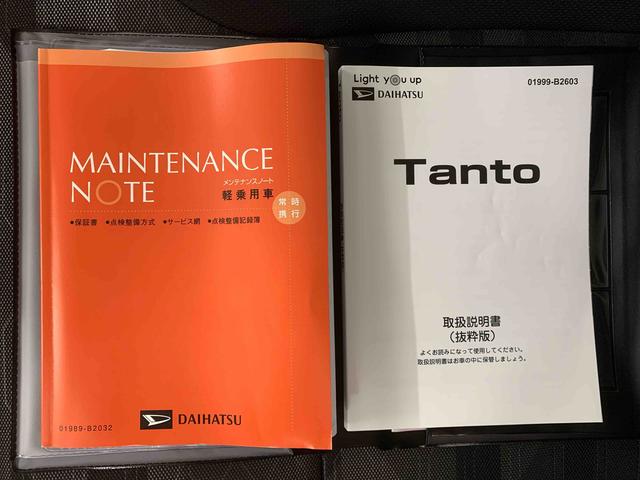 MAINTENANCE
NOTE
メンテナンスノート
軽乗用車
常時
携行
●保証書 ●点検整備方式 ●サービス網 ●点検整備記録簿
01989-B2032
DAIHATSU
Light you up
DAIHATSU
01999-B2603
Tanto
取扱説明書
（抜粋版）
よくお読みになって使用してください。
取扱説明書はお車の中に保管しましょう。